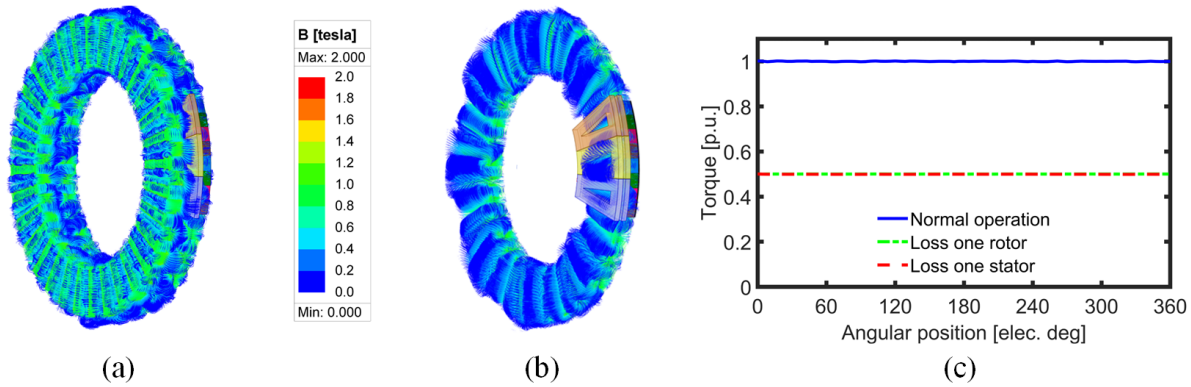 B [tesla]
Max: 2.000
2.0
1.8
1.6
1.4
1.2
1.0
0.8
0.6
0.4
0.2
0.0
Min: 0.000
(a)
(b)
Torque [p.u.]
1
0.8
0.6
0.4
0.2
0
Normal operation
Loss one rotor
Loss one stator
0 60 120 180 240 300 360
Angular position [elec. deg]
(c)